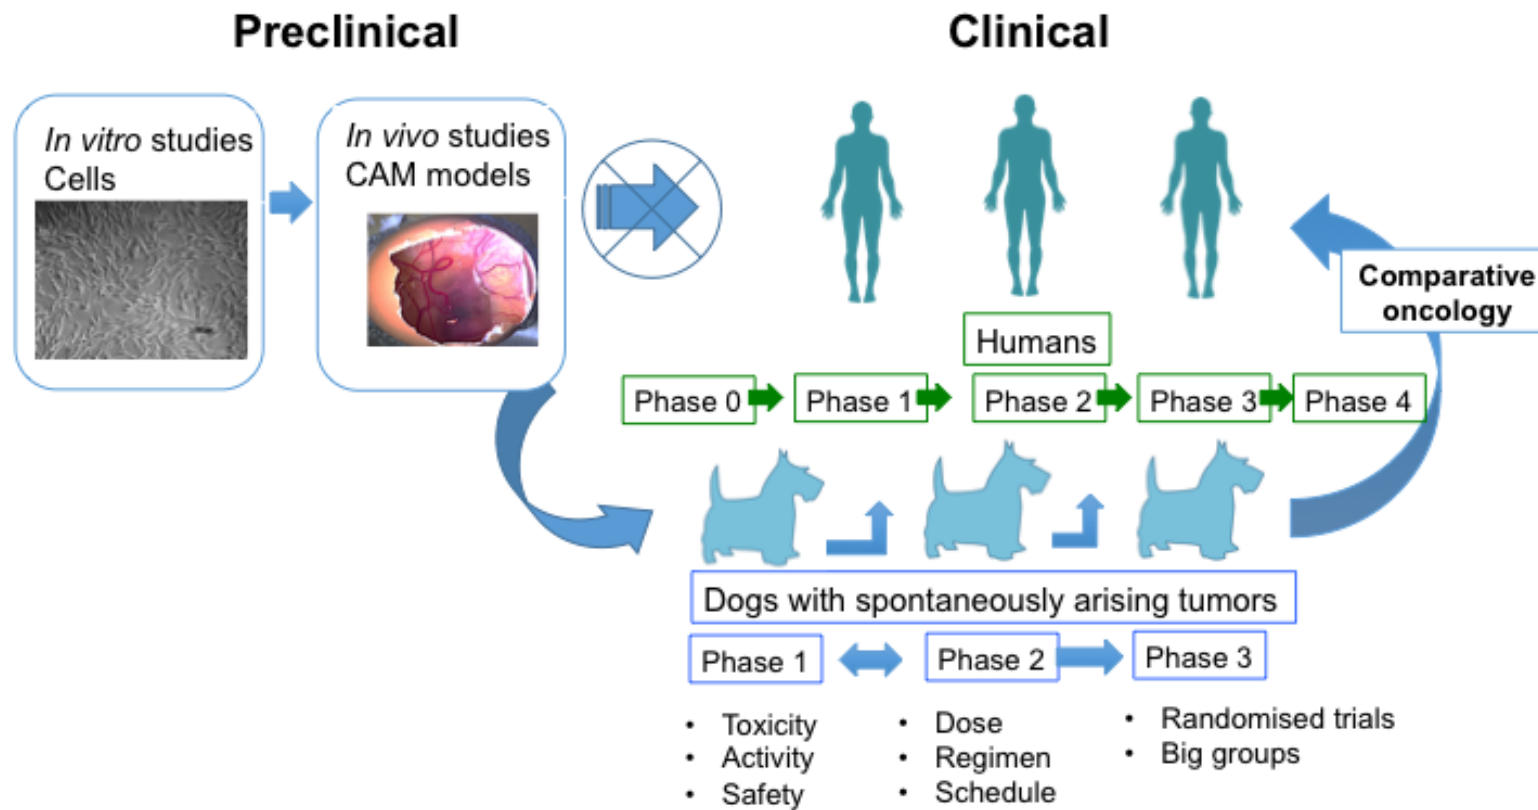 Preclinical
Clinical
In vitro studies
Cells
In vivo studies
CAM models
Comparative
oncology
Humans
Phase 0
Phase 1
Phase 2
Phase 3
Phase 4
Dogs with spontaneously arising tumors
Phase 1
Phase 2
Phase 3
• Toxicity
• Activity
• Safety
• Dose
• Regimen
• Schedule
• Randomised trials
• Big groups